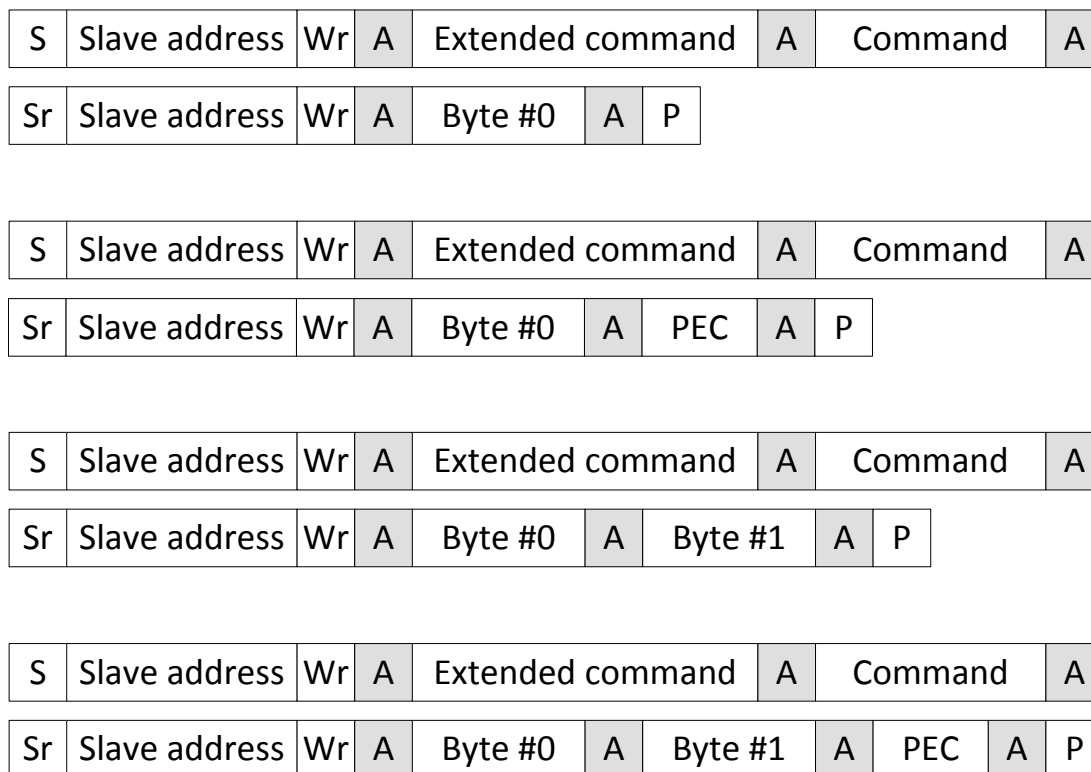 S Slave address Wr A Extended command A Command A
Sr Slave address Wr A Byte #0 A P
S Slave address Wr A Extended command A Command A
Sr Slave address Wr A Byte #0 A PEC A P
S Slave address Wr A Extended command A Command A
Sr Slave address Wr A Byte #0 A Byte #1 A P
S Slave address Wr A Extended command A Command A
Sr Slave address Wr A Byte #0 A Byte #1 A PEC A P